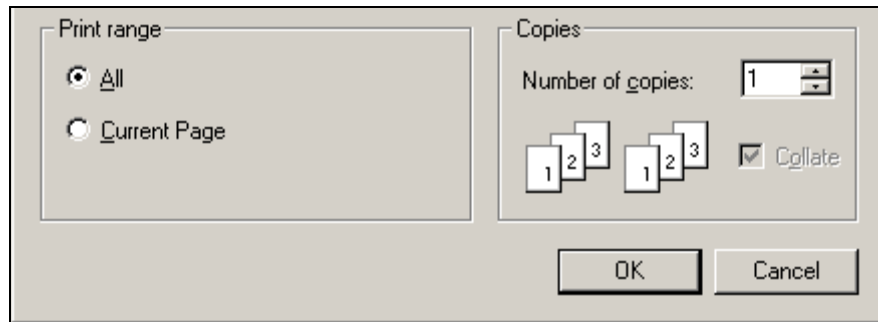 Print range
All
Current Page
Copies
Number of copies: 1
1 2 3 1 2 3
Collate
OK Cancel